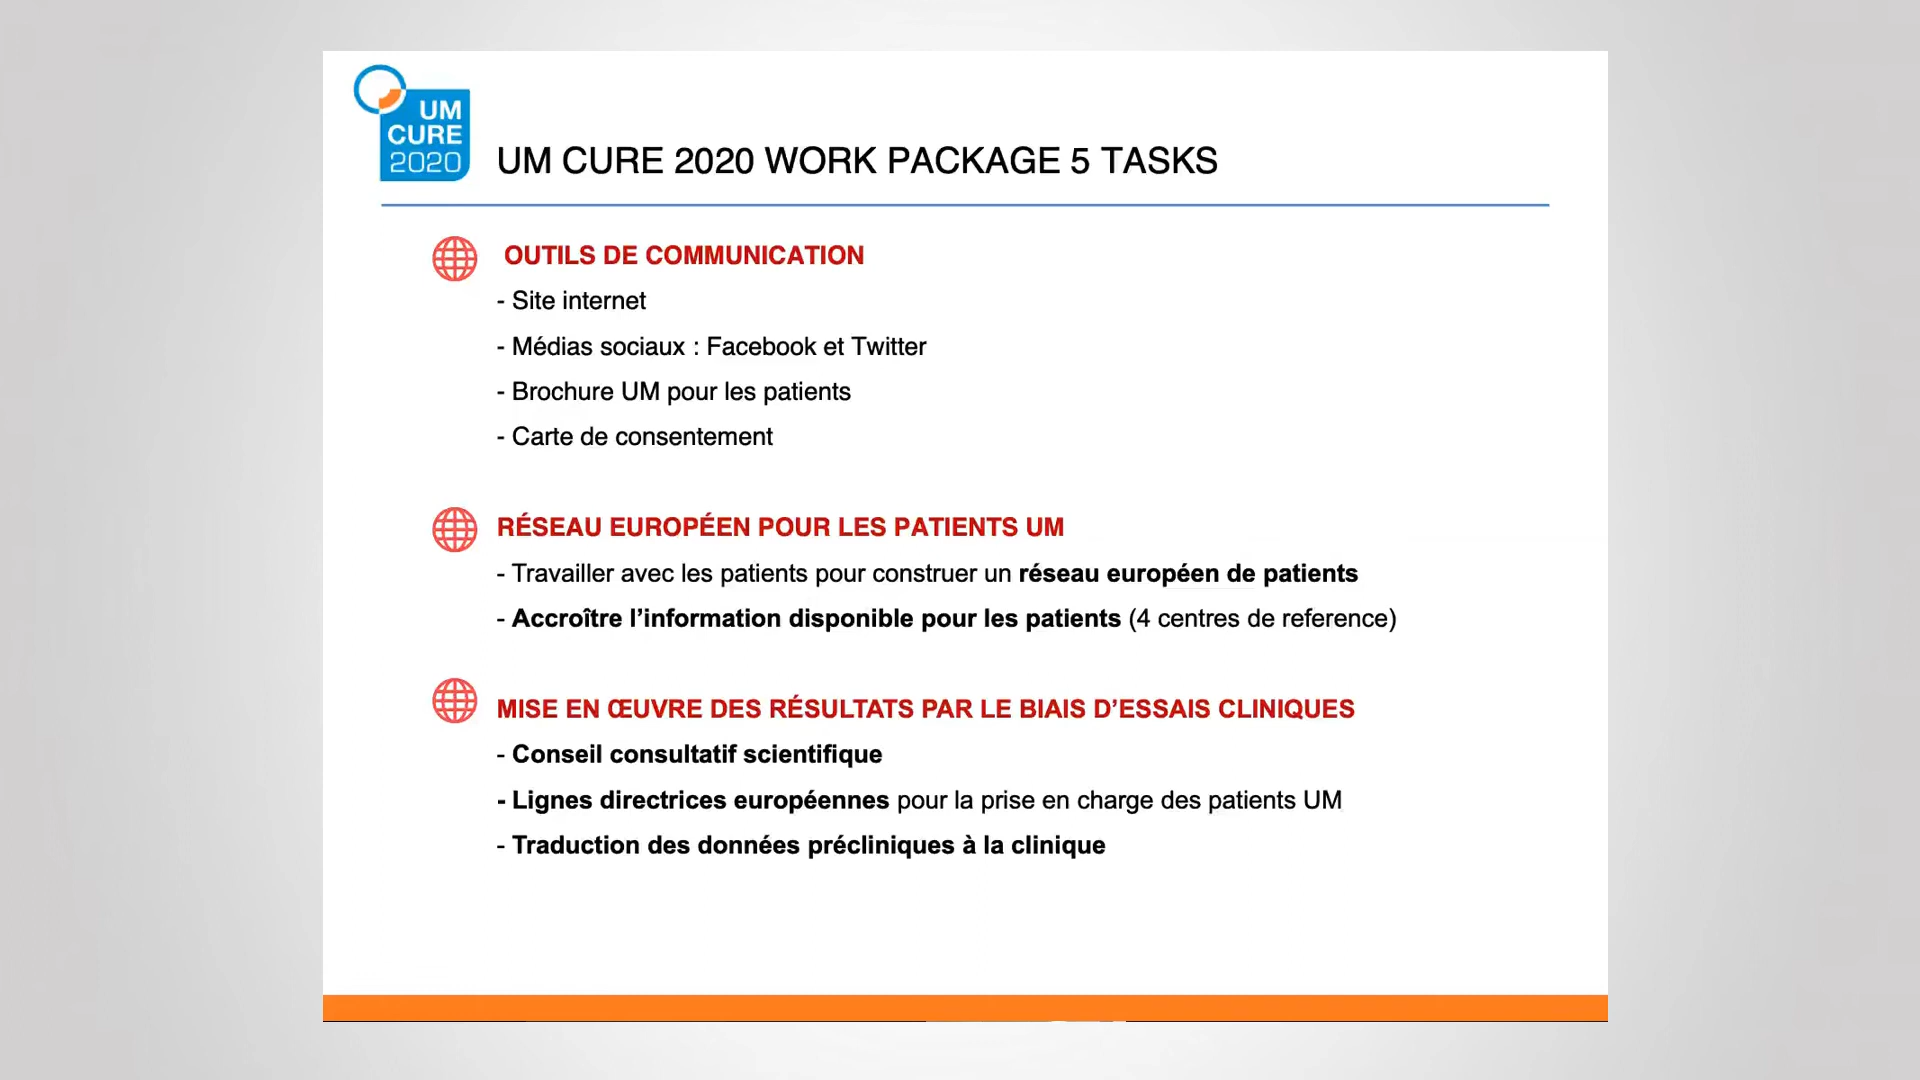 UM
CURE
2020
UM CURE 2020 WORK PACKAGE 5 TASKS
OUTILS DE COMMUNICATION
- Site internet
- Médias sociaux : Facebook et Twitter
- Brochure UM pour les patients
- Carte de consentement
RÉSEAU EUROPÉEN POUR LES PATIENTS UM
- Travailler avec les patients pour construer un réseau européen de patients
- Accroître l’information disponible pour les patients (4 centres de reference)
MISE EN ŒUVRE DES RÉSULTATS PAR LE BIAIS D’ESSAIS CLINIQUES
- Conseil consultatif scientifique
- Lignes directrices européennes pour la prise en charge des patients UM
- Traduction des données précliniques à la clinique